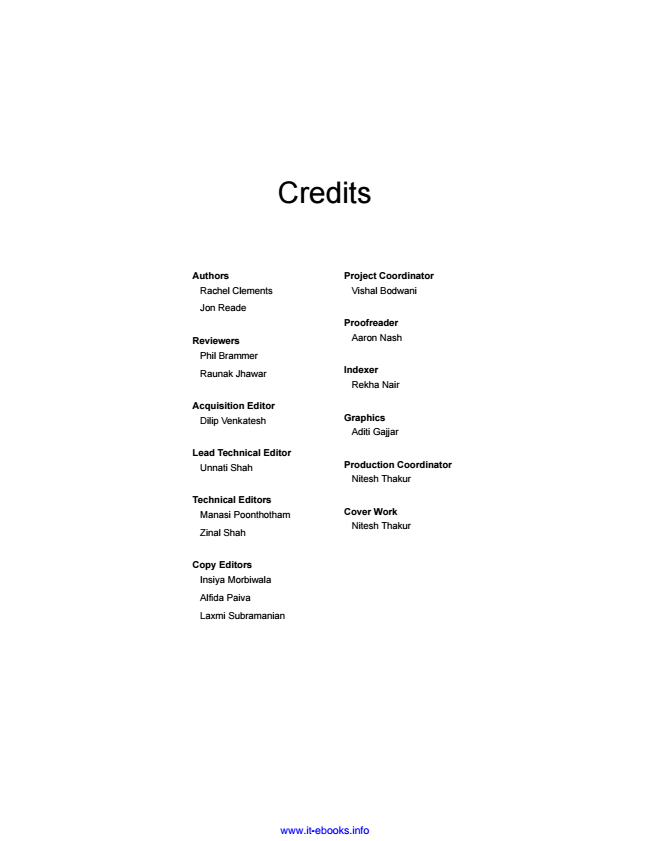 Credits
Authors
Rachel Clements
Jon Reade
Reviewers
Phil Brammer
Raunak Jhawar
Acquisition Editor
Dilip Venkatesh
Lead Technical Editor
Unnati Shah
Technical Editors
Manasi Poonthotham
Zinal Shah
Copy Editors
Insiya Morbiwala
Alfida Paiva
Laxmi Subramanian
Project Coordinator
Vishal Bodwani
Proofreader
Aaron Nash
Indexer
Rekha Nair
Graphics
Aditi Gajjar
Production Coordinator
Nitesh Thakur
Cover Work
Nitesh Thakur
www.it-ebooks.info